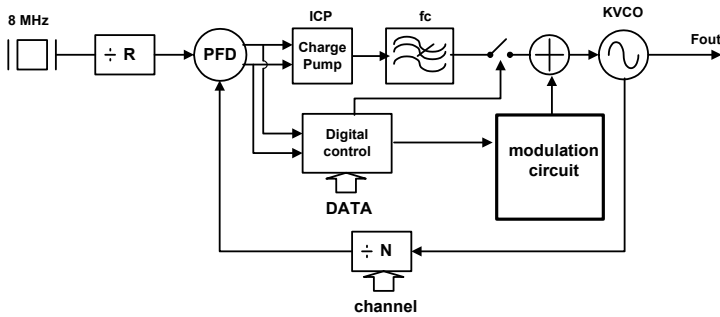 8 MHz
ICP
fc
KVCO
÷ R
PFD
Charge
Pump
Fout
Digital
control
modulation
circuit
DATA
÷ N
channel